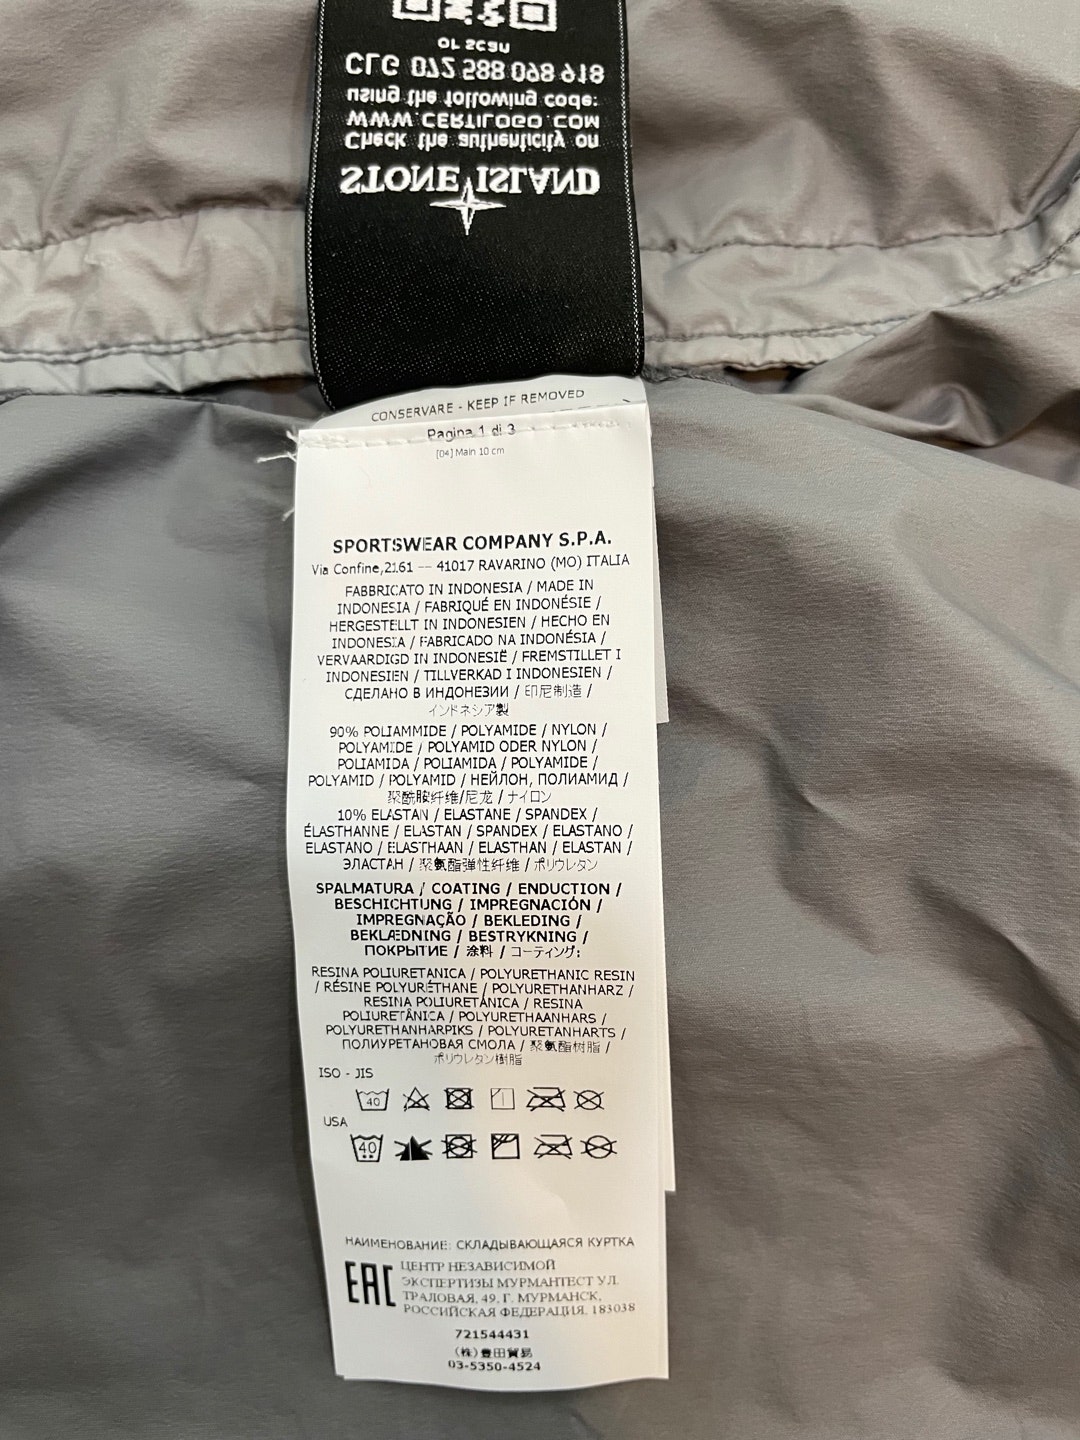 or scan
CLG 072 588 098 918
using the following code:
WWW.CERTILOGO.COM
Check the authenticity on
STONE ISLAND
CONSERVARE - KEEP IF REMOVED
Pagina 1 di 3
[04] Main 10 cm
SPORTSWEAR COMPANY S.P.A.
Via Confine,2161 -- 41017 RAVARINO (MO) ITALIA
FABBRICATO IN INDONESIA / MADE IN
INDONESIA / FABRIQUÉ EN INDONÉSIE /
HERGESTELLT IN INDONESIEN / HECHO EN
INDONESIA / FABRICADO NA INDONÉSIA /
VERVAARDIGD IN INDONESIË / FREMSTILLET I
INDONESIEN / TILLVERKAD I INDONESIEN /
СДЕЛАНО В ИНДОНЕЗИИ / 印尼制造 /
インドネシア製
90% POLIAMMIDE / POLYAMIDE / NYLON /
POLYAMIDE / POLYAMID ODER NYLON /
POLIAMIDA / POLIAMIDA / POLYAMIDE /
POLYAMID / POLYAMID / НЕЙЛОН, ПОЛИАМИД /
聚酰胺纤维/尼龙 / ナイロン
10% ELASTAN / ELASTANE / SPANDEX /
ÉLASTHANNE / ELASTAN / SPANDEX / ELASTANO /
ELASTANO / ELASTHAAN / ELASTHAN / ELASTAN /
ЭЛАСТАН / 聚氨酯弹性纤维 / ポリウレタン
SPALMATURA / COATING / ENDUCTION /
BESCHICHTUNG / IMPREGNACIÓN /
IMPREGNAÇÃO / BEKLEDING /
BEKLÆDNING / BESTRYKNING /
ПОКРЫТИЕ / 涂料 / コーティング:
RESINA POLIURETANICA / POLYURETHANIC RESIN
/ RÉSINE POLYURÉTHANE / POLYURETHANHARZ /
RESINA POLIURETÁNICA / RESINA
POLIURETÂNICA / POLYURETHAANHARS /
POLYURETHANHARPIKS / POLYURETANHARTS /
ПОЛИУРЕТАНОВАЯ СМОЛА / 聚氨酯树脂 /
ポリウレタン樹脂
ISO - JIS
40
USA
40
НАИМЕНОВАНИЕ: СКЛАДЫВАЮЩАЯСЯ КУРТКА
EAC ЦЕНТР НЕЗАВИСИМОЙ
ЭКСПЕРТИЗЫ МУРМАНТЕСТ УЛ.
ТРАЛОВАЯ, 49, Г. МУРМАНСК,
РОССИЙСКАЯ ФЕДЕРАЦИЯ, 183038
721544431
(株)豊田貿易
03-5350-4524